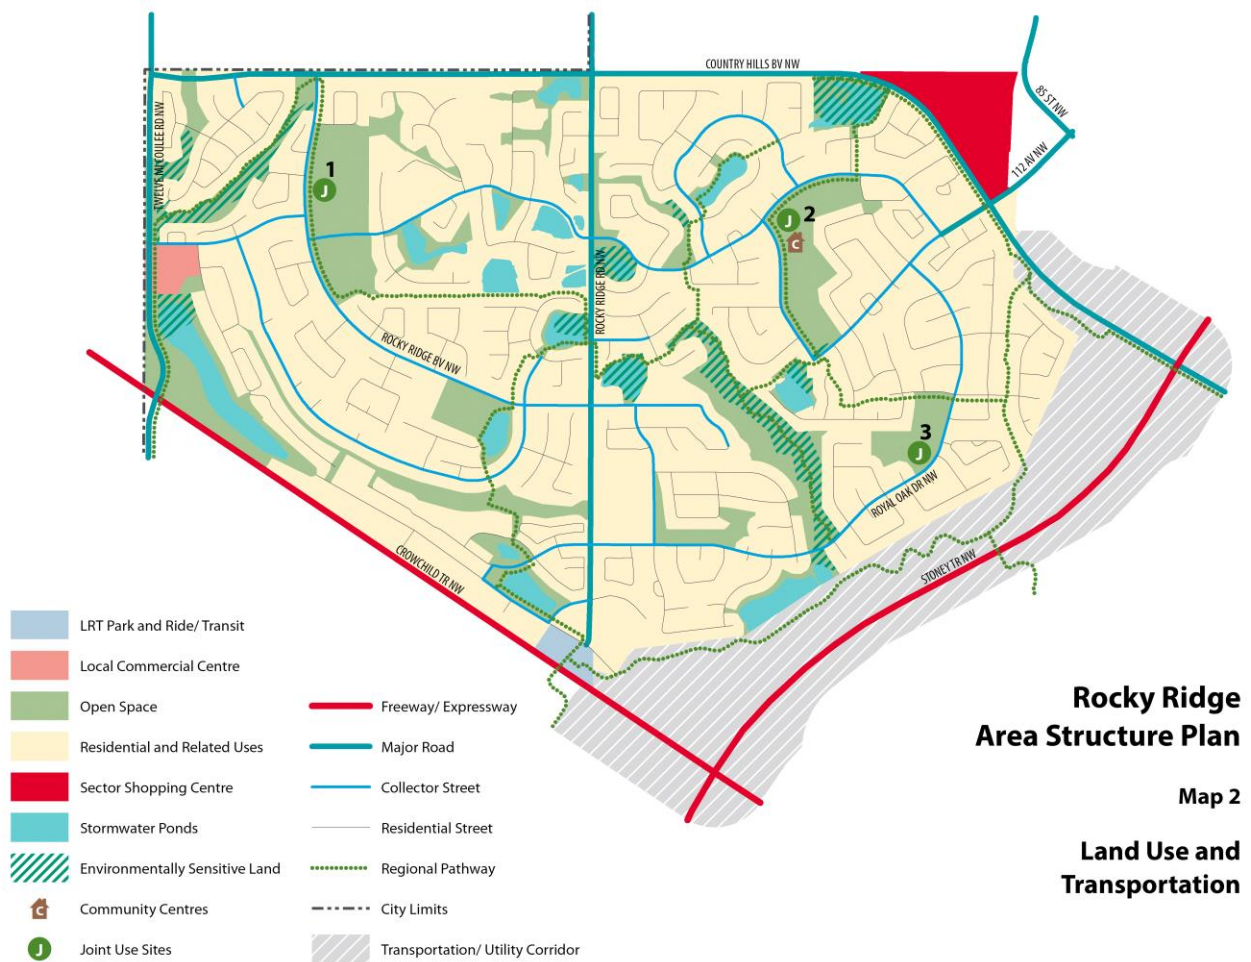 COUNTRY HILLS BV NW
85 ST NW
112 AV NW
TWELVE MI COULEE RD NW
1
J
2
J
C
ROCKY RIDGE RD NW
ROCKY RIDGE BV NW
3
J
ROYAL OAK DR NW
CROWCHILD TR NW
STONEY TR NW
LRT Park and Ride/ Transit
Local Commercial Centre
Open Space
Residential and Related Uses
Sector Shopping Centre
Stormwater Ponds
Environmentally Sensitive Land
C
Community Centres
J
Joint Use Sites
Freeway/ Expressway
Major Road
Collector Street
Residential Street
Regional Pathway
City Limits
Transportation/ Utility Corridor
Rocky Ridge
Area Structure Plan
Map 2
Land Use and
Transportation